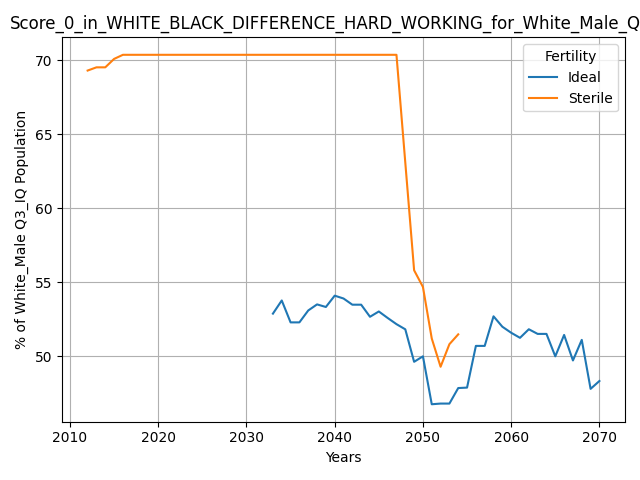 Score_0_in_WHITE_BLACK_DIFFERENCE_HARD_WORKING_for_White_Male_Q
Fertility
Ideal
Sterile
% of White_Male Q3_IQ Population
70
65
60
55
50
2010 2020 2030 2040 2050 2060 2070
Years